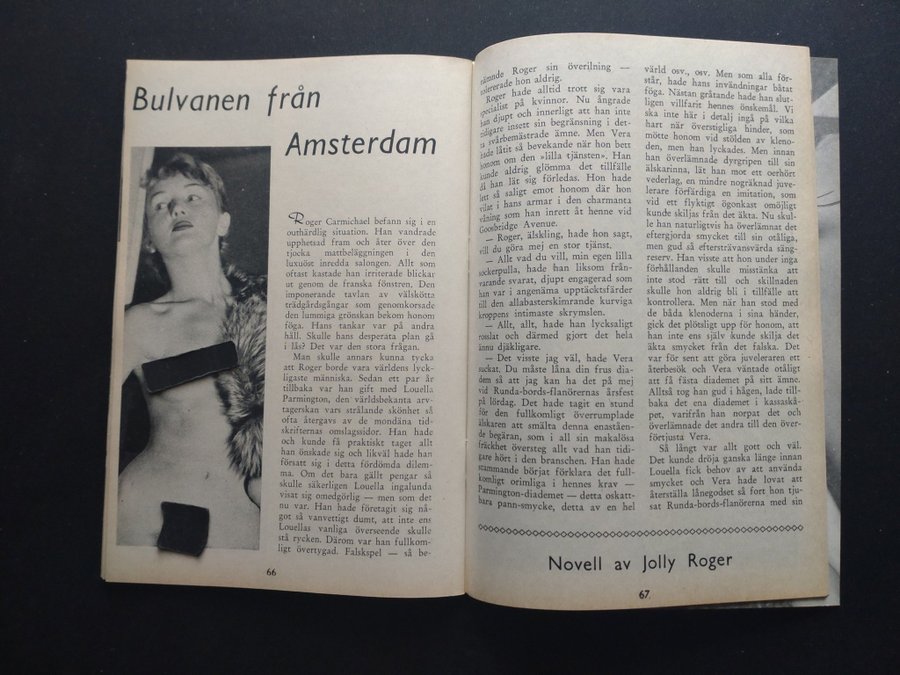 Bulvanen från
Amsterdam
Roger Carmichael befann sig i en
outhärdlig situation. Han vandrade
upphetsad fram och åter över den
tjocka mattbeläggningen i den
luxuöst inredda salongen. Allt som
oftast kastade han irriterade blickar
ut genom de franska fönstren. Den
imponerande tavlan av välskötta
trädgårdsgångar som genomkorsade
den lummiga grönskan bekom honom
föga. Hans tankar var på andra
håll. Skulle hans desperata plan gå
i lås? Det var den stora frågan.
Man skulle annars kunna tycka
att Roger borde vara världens lyck-
ligaste människa. Sedan ett par år
tillbaka var han gift med Louella
Parmington, den världsbekanta arv-
tagerskan vars strålande skönhet så
ofta återgavs av de mondäna tid-
skrifternas omslagssidor. Han hade
och kunde få praktiskt taget allt
han önskade sig och likväl hade han
försatt sig i detta fördömda dilem-
ma. Om det bara gällt pengar så
skulle säkerligen Louella ingalunda
visat sig omedgörlig — men som det
nu var. Han hade företagit sig nå-
got så vanvettigt dumt, att inte ens
Louellas vanliga överseende skulle
stå rycken. Därom var han fullkom-
ligt övertygad. Falskspel — så be-
66
nämnde Roger sin överilning —
tolererade hon aldrig.
Roger hade alltid trott sig vara
specialist på kvinnor. Nu ångrade
han djupt och innerligt att han inte
tidigare insett sin begränsning i det-
ta svårbemästrade ämne. Men Vera
hade låtit så bevekande när hon bett
honom om den »lilla tjänsten». Han
kunde aldrig glömma det tillfälle
då han lät sig förledas. Hon hade
lett så saligt emot honom där hon
vilat i hans armar i den charmanta
våning som han inrett åt henne vid
Goosbridge Avenue.
— Roger, älskling, hade hon sagt,
vill du göra mej en stor tjänst.
— Allt vad du vill, min egen lilla
sockerpulla, hade han liksom från-
varande svarat, djupt engagerad som
han var i angenäma upptäcktsfärder
till den allabasterskimrande kurviga
kroppens intimaste skrymslen.
— Allt, allt, hade han lycksaligt
rosslat och därmed gjort det hela
ännu djäkligare.
— Det visste jag väl, hade Vera
suckat. Du måste låna din frus dia-
dem så att jag kan ha det på mej
vid Runda-bords-flanörernas årsfest
på lördag. Det hade tagit en stund
för den fullkomligt överrumplade
älskaren att smälta denna enaståen-
de begäran, som i all sin makalösa
fräckhet översteg allt vad han tidi-
gare hört i den branschen. Han hade
stammande börjat förklara det full-
komligt orimliga i hennes krav —
Parmington-diademet — detta oskatt-
bara pann-smycke, detta av en hel
värld osv., osv. Men som alla för-
står, hade hans invändningar båtat
föga. Nästan gråtande hade han slut-
ligen villfarit hennes önskemål. Vi
ska inte här i detalj ingå på vilka
hart när överstigliga hinder, som
mötte honom vid stölden av kleno-
den, men han lyckades. Men innan
han överlämnade dyrgripen till sin
älskarinna, lät han mot ett oerhört
vederlag, en mindre nogräknad juve-
lerare förfärdiga en imitation, som
vid ett flyktigt ögonkast omöjligt
kunde skiljas från det äkta. Nu skul-
le han naturligtvis ha överlämnat det
eftergjorda smycket till sin otåliga,
men gud så eftersträvansvärda säng-
reserv. Han visste att hon under inga
förhållanden skulle misstänka att
inte stod rätt till och skillnaden
skulle hon aldrig bli i tillfälle att
kontrollera. Men när han stod med
de båda klenoderna i sina händer,
gick det plötsligt upp för honom, att
han inte ens själv kunde skilja det
äkta smycket från det falska. Det
var för sent att göra juveleraren ett
återbesök och Vera väntade otåligt
att få fästa diademet på sitt ämne.
Alltså tog han gud i hågen, lade till-
baka det ena diademet i kassaskå-
pet, varifrån han norpat det och
överlämnade det andra till den över-
förtjusta Vera.
Så långt var allt gott och väl.
Det kunde dröja ganska länge innan
Louella fick behov av att använda
smycket och Vera hade lovat att
återställa lånegodset så fort hon tju-
sat Runda-bords-flanörerna med sin
Novell av Jolly Roger
67